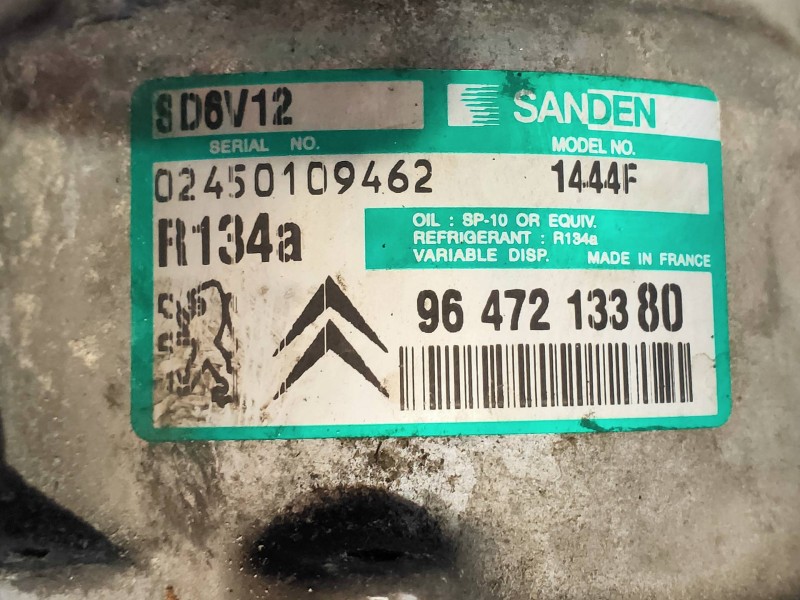 SD6V12
SANDEN
SERIAL NO.
MODEL NO.
02450109462
1444F
R134a
OIL : SP-10 OR EQUIV.
REFRIGERANT : R134a
VARIABLE DISP. MADE IN FRANCE
96 472 133 80